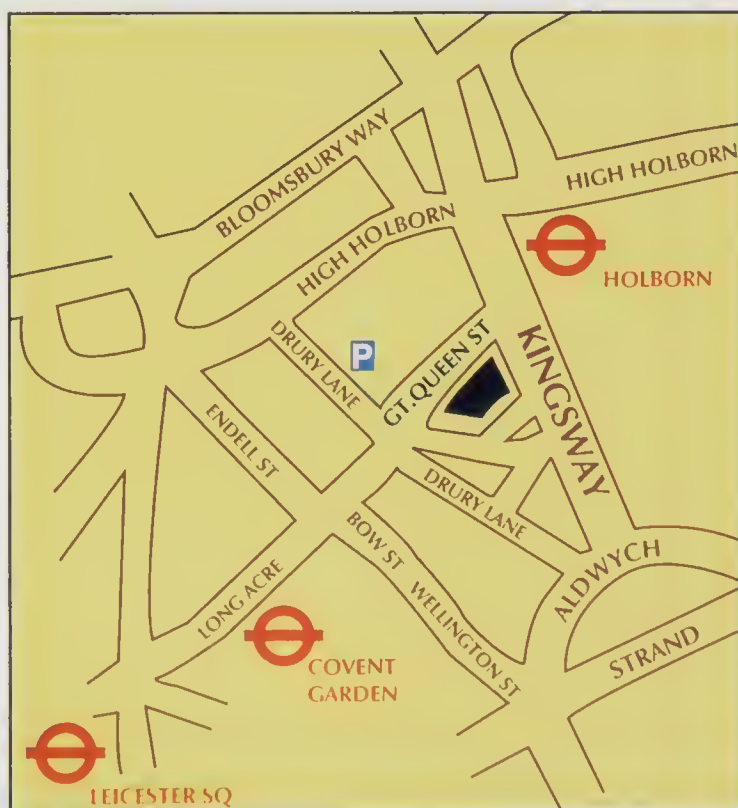 BLOOMSBURY WAY
HIGH HOLBORN
HIGH HOLBORN
HOLBORN
DRURY LANE
P
GT. QUEEN ST
KINGSWAY
ENDELL ST
DRURY LANE
BOW ST
LONG ACRE
WELLINGTON ST
ALDWYCH
STRAND
COVENT
GARDEN
LEICESTER SQ